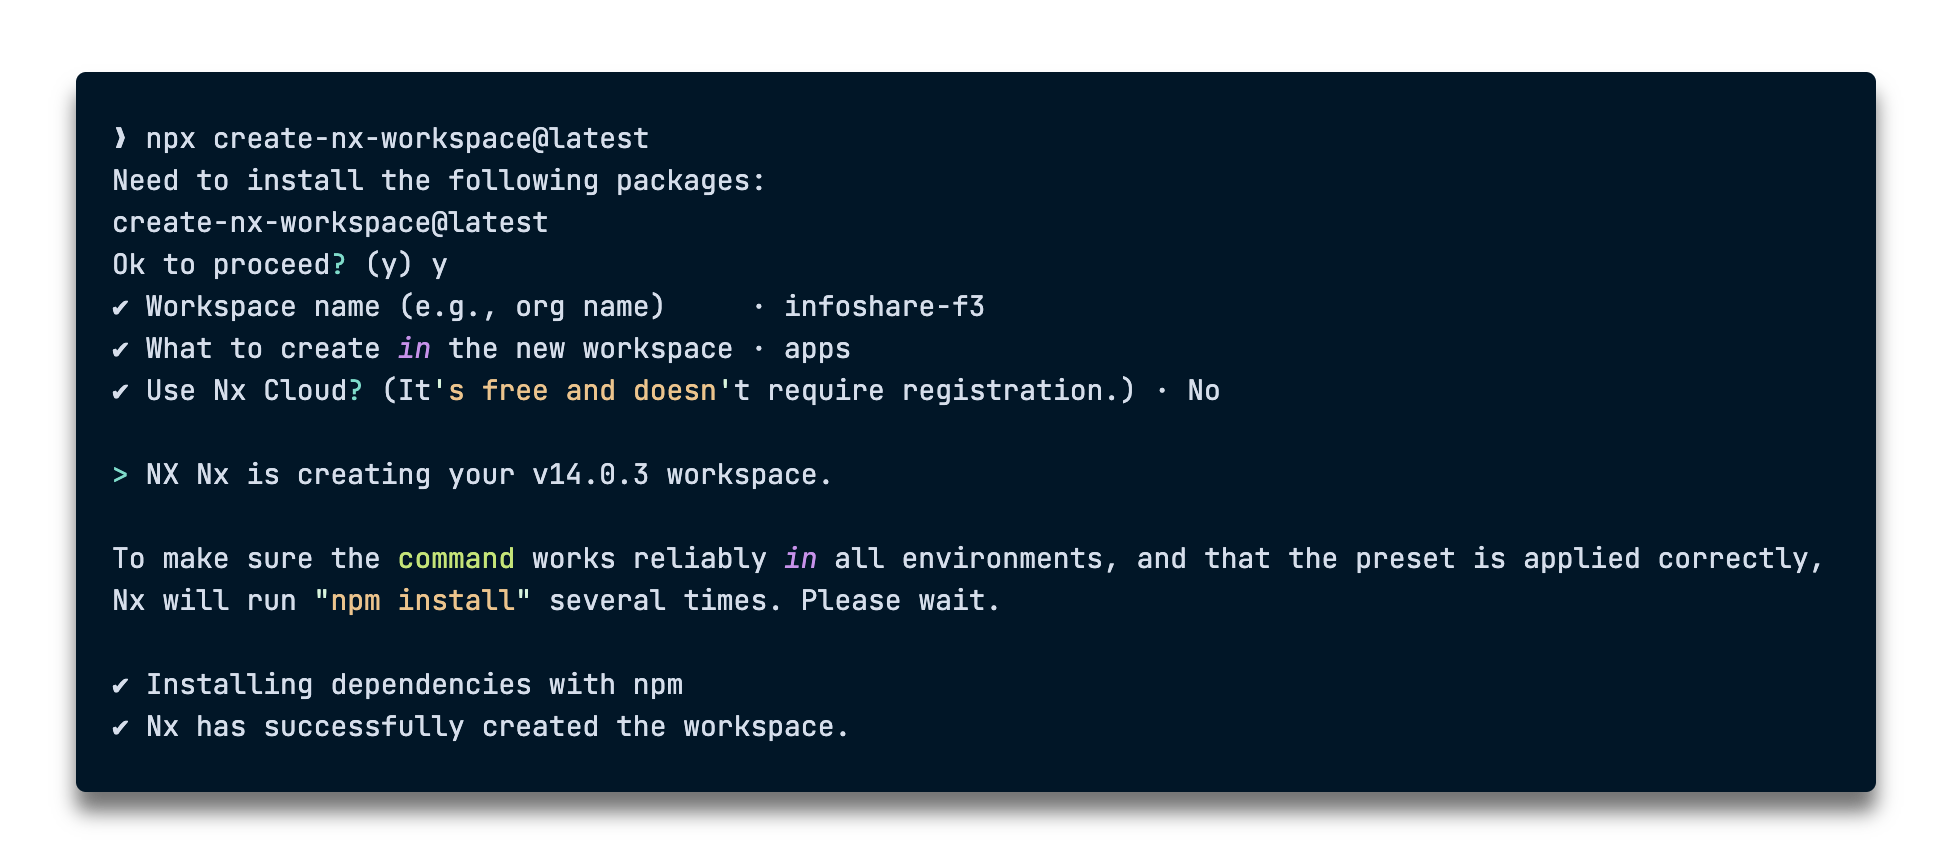 ❱ npx create-nx-workspace@latest
Need to install the following packages:
create-nx-workspace@latest
Ok to proceed? (y) y
✔ Workspace name (e.g., org name)     · infoshare-f3
✔ What to create in the new workspace · apps
✔ Use Nx Cloud? (It's free and doesn't require registration.) · No
> NX Nx is creating your v14.0.3 workspace.
To make sure the command works reliably in all environments, and that the preset is applied correctly,
Nx will run "npm install" several times. Please wait.
✔ Installing dependencies with npm
✔ Nx has successfully created the workspace.